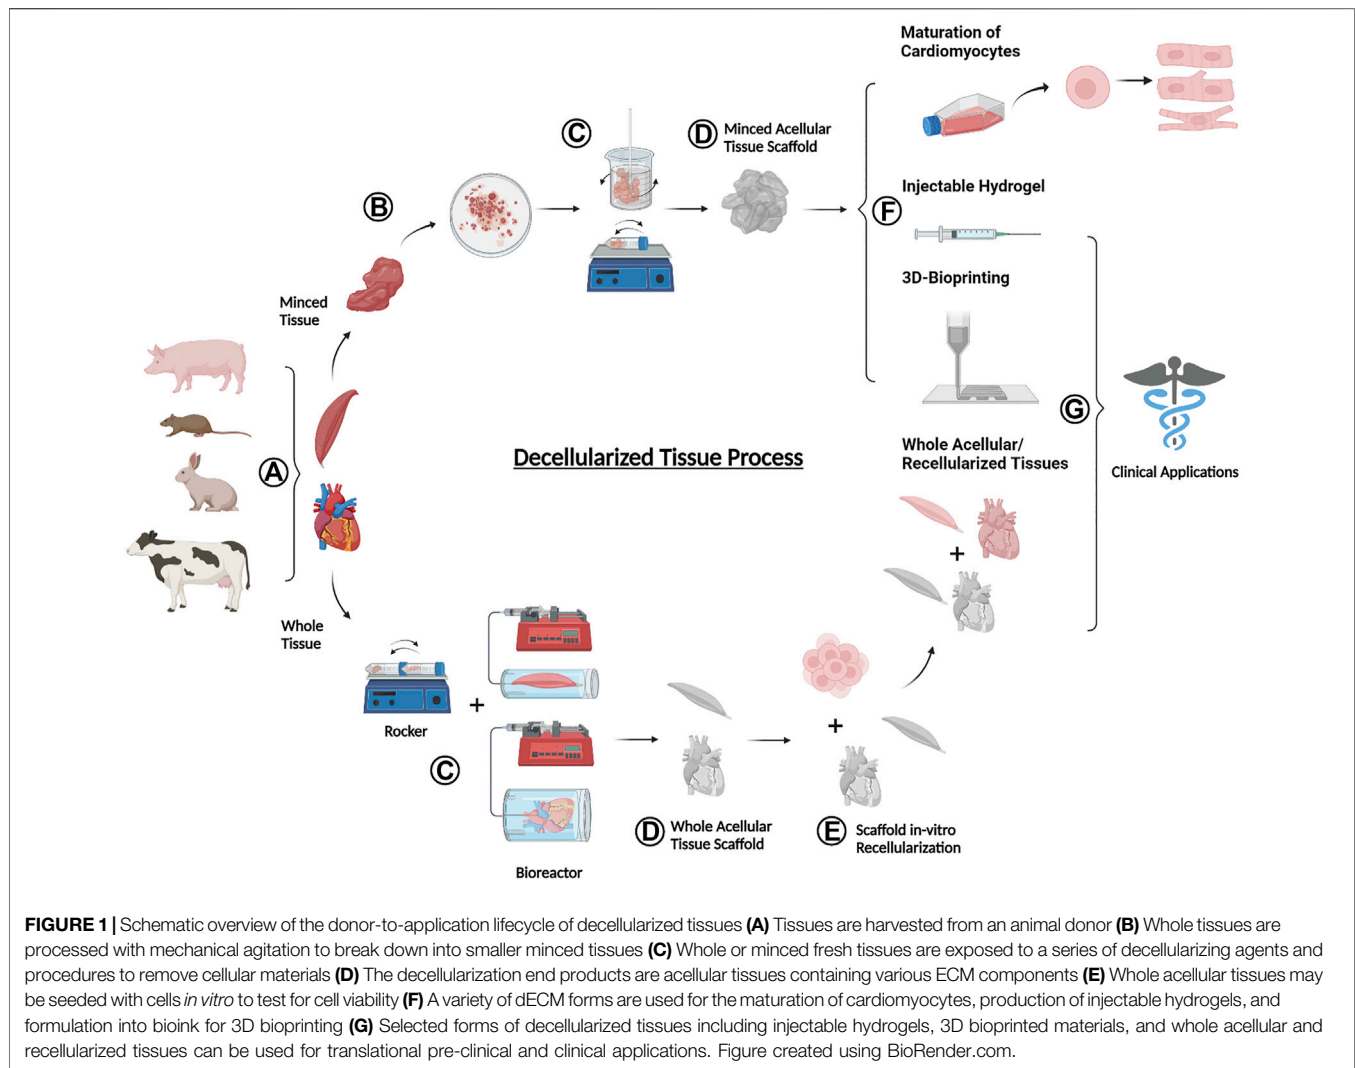 Maturation of
Cardiomyocytes
C
D
Minced Acellular
Tissue Scaffold
B
Injectable Hydrogel
F
3D-Bioprinting
Minced
Tissue
A
Decellularized Tissue Process
G
Whole Acellular/
Recellularized Tissues
Clinical Applications
+
Whole
Tissue
+
Rocker
+
C
D
Whole Acellular
Tissue Scaffold
E
Scaffold in-vitro
Recellularization
Bioreactor
FIGURE 1 | Schematic overview of the donor-to-application lifecycle of decellularized tissues (A) Tissues are harvested from an animal donor (B) Whole tissues are
processed with mechanical agitation to break down into smaller minced tissues (C) Whole or minced fresh tissues are exposed to a series of decellularizing agents and
procedures to remove cellular materials (D) The decellularization end products are acellular tissues containing various ECM components (E) Whole acellular tissues may
be seeded with cells in vitro to test for cell viability (F) A variety of dECM forms are used for the maturation of cardiomyocytes, production of injectable hydrogels, and
formulation into bioink for 3D bioprinting (G) Selected forms of decellularized tissues including injectable hydrogels, 3D bioprinted materials, and whole acellular and
recellularized tissues can be used for translational pre-clinical and clinical applications. Figure created using BioRender.com.